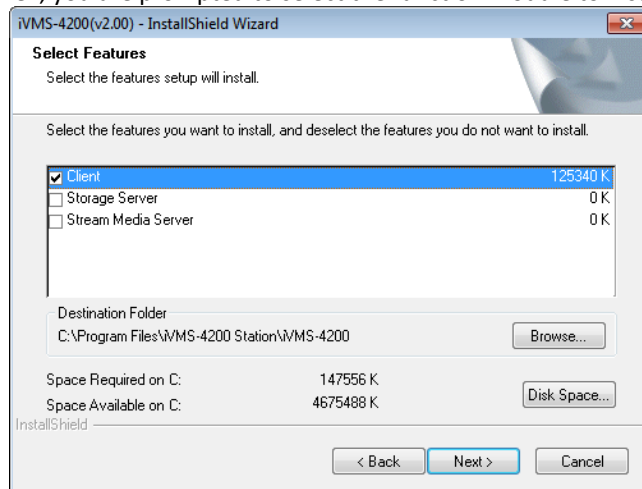 iVMS-4200(v2.00) - InstallShield Wizard
Select Features
Select the features setup will install.
Select the features you want to install, and deselect the features you do not want to install.
Client 125340 K
Storage Server 0 K
Stream Media Server 0 K
Destination Folder
C:\Program Files\iVMS-4200 Station\iVMS-4200
Browse...
Space Required on C: 147556 K
Space Available on C: 4675488 K
Disk Space...
InstallShield
< Back Next > Cancel